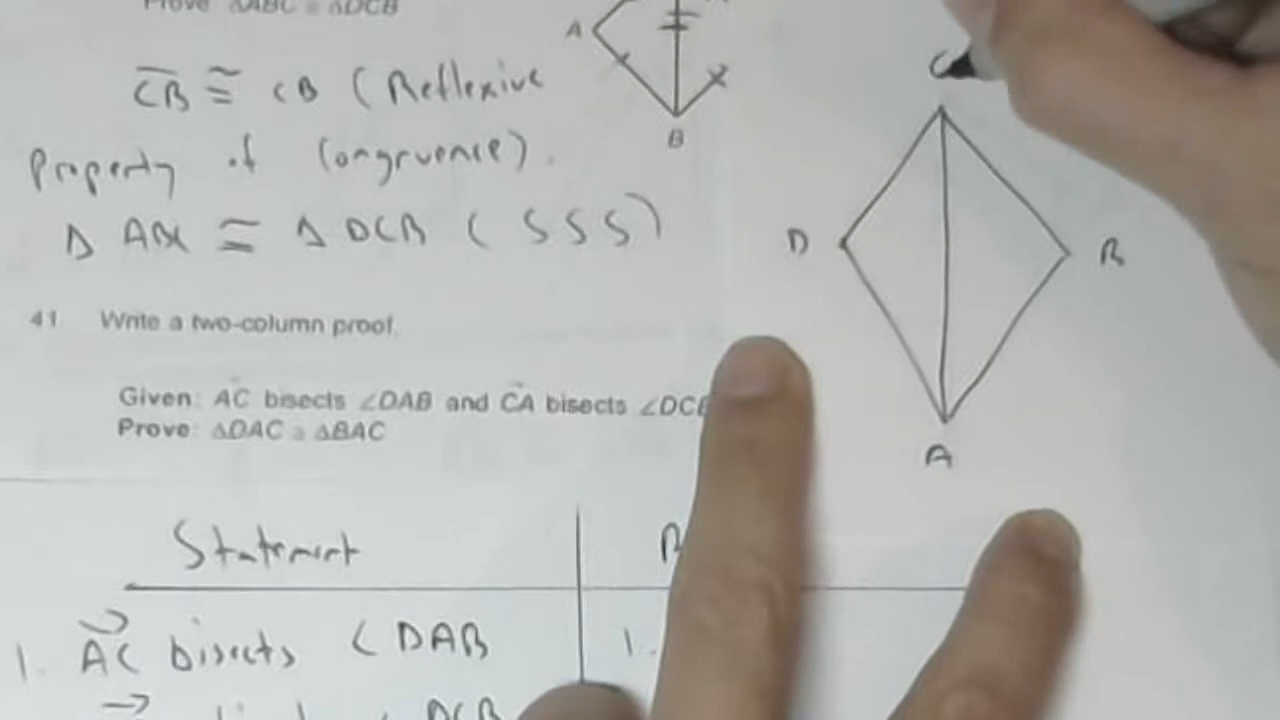 Prove ΔABC ≅ ΔDCB
A
B
CB ≅ CB (Reflexive
Property of Congruence).
Δ ABC ≅ Δ DCB (SSS)
C
D
B
A
41 Write a two-column proof.
Given: AC bisects ∠DAB and CA bisects ∠DCB
Prove: ΔDAC ≅ ΔBAC
Statement
1. AC bisects ∠DAB
1.
DCB